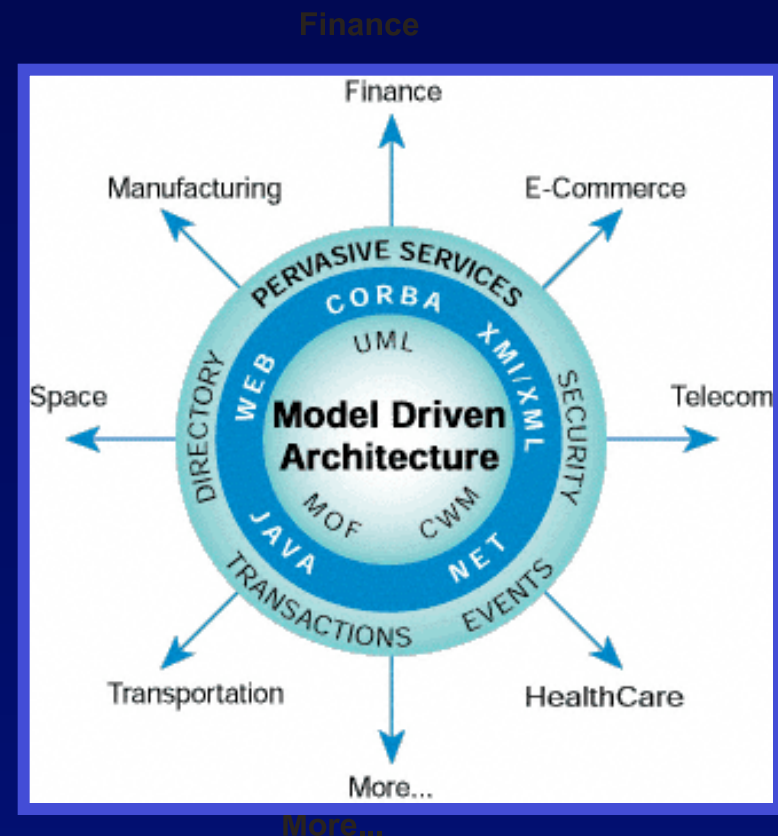 Finance
Finance
Manufacturing
E-Commerce
PERVASIVE SERVICES
CORBA
XMI/XML
UML
WEB
DIRECTORY
SECURITY
Space
Telecom
Model Driven
Architecture
MOF
CWM
JAVA
NET
TRANSACTIONS
EVENTS
Transportation
HealthCare
More...
More...